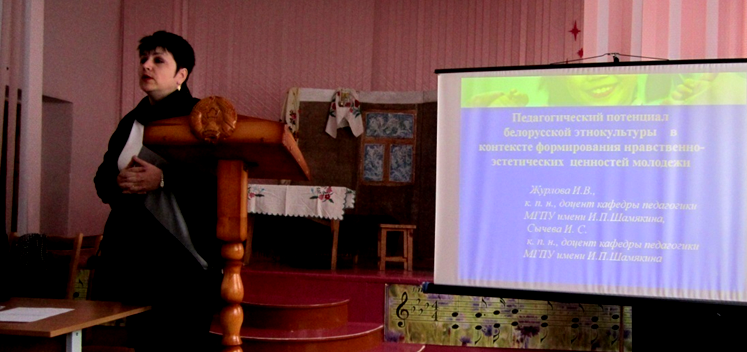 Педагогический потенциал
белорусской этнокультуры в
контексте формирования нравственно-
эстетических ценностей молодежи
Журлова И.В.,
к. п. н., доцент кафедры педагогики
МГПУ имени И.П.Шамякина,
Сычева И. С.
к. п. н., доцент кафедры педагогики
МГПУ имени И.П.Шамякина